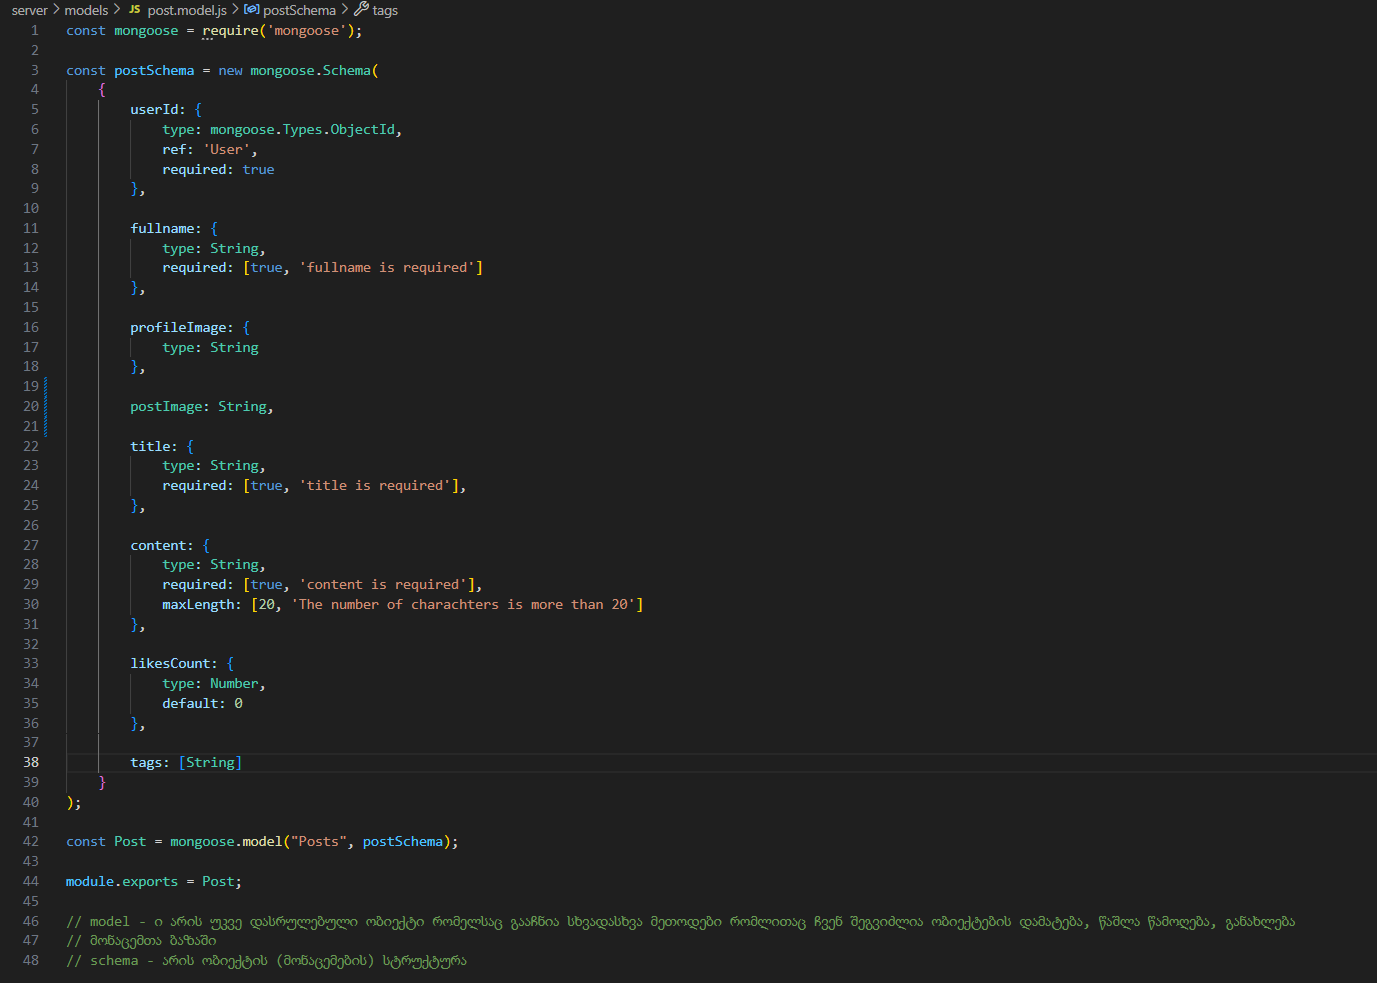 server > models > JS post.model.js > postSchema > tags
1 const mongoose = require('mongoose');
2
3 const postSchema = new mongoose.Schema(
4 {
5 userId: {
6 type: mongoose.Types.ObjectId,
7 ref: 'User',
8 required: true
9 },
10
11 fullname: {
12 type: String,
13 required: [true, 'fullname is required']
14 },
15
16 profileImage: {
17 type: String
18 },
19
20 postImage: String,
21
22 title: {
23 type: String,
24 required: [true, 'title is required'],
25 },
26
27 content: {
28 type: String,
29 required: [true, 'content is required'],
30 maxLength: [20, 'The number of charachters is more than 20']
31 },
32
33 likesCount: {
34 type: Number,
35 default: 0
36 },
37
38 tags: [String]
39 }
40 );
41
42 const Post = mongoose.model("Posts", postSchema);
43
44 module.exports = Post;
45
46 // model - ი არის უკვე დასრულებული ობიექტი რომელსაც გააჩნია სხვადასხვა მეთოდები რომლითაც ჩვენ შეგვიძლია ობიექტების დამატება, წაშლა წამოღება, განახლება
47 // მონაცემთა ბაზაში
48 // schema - არის ობიექტის (მონაცემების) სტრუქტურა